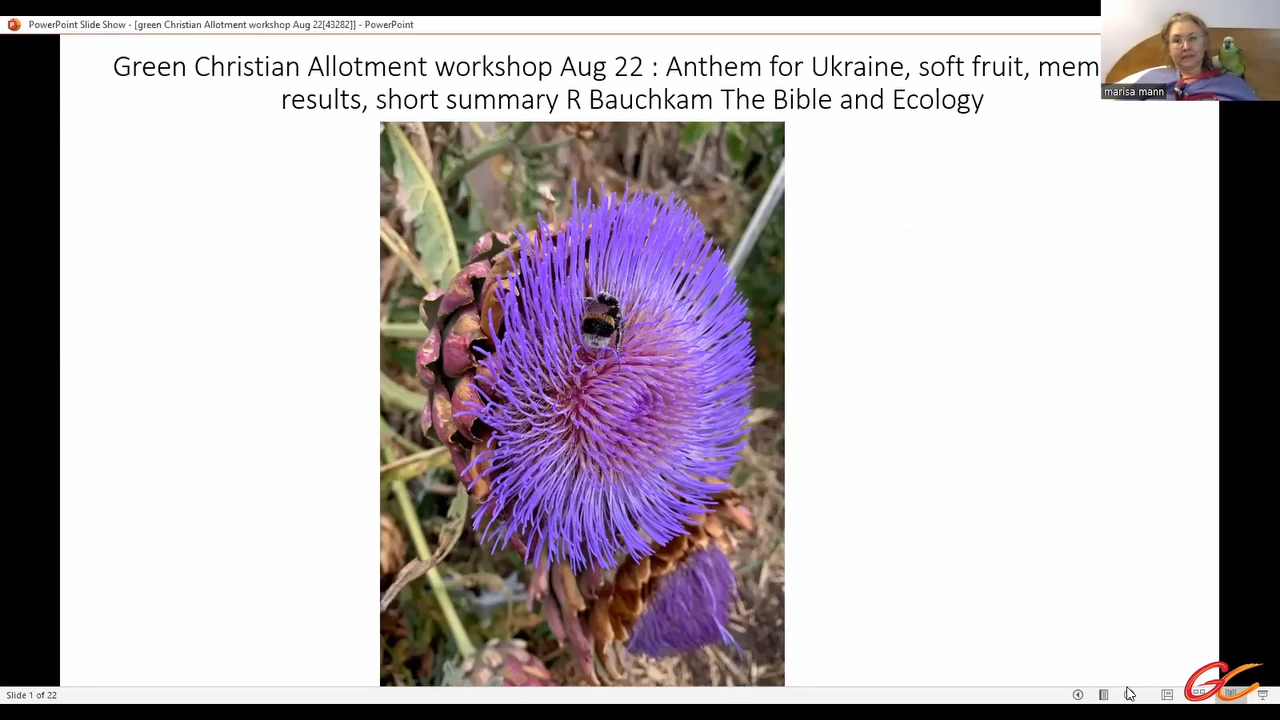 PowerPoint Slide Show - [green Christian Allotment workshop Aug 22[43282]] - PowerPoint
Green Christian Allotment workshop Aug 22 : Anthem for Ukraine, soft fruit, mem
results, short summary R Bauchkam The Bible and Ecology
marisa mann
Slide 1 of 22
GC